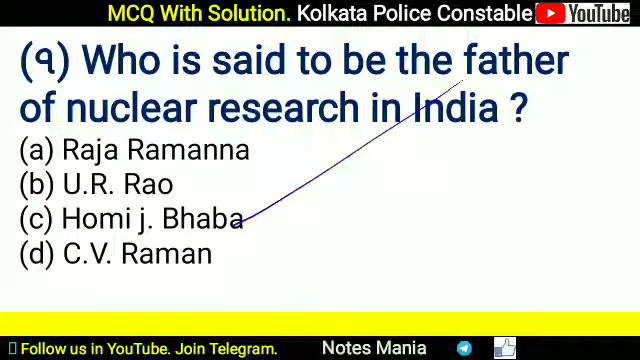 MCQ With Solution. Kolkata Police Constable YouTube
(৭) Who is said to be the father
of nuclear research in India ?
(a) Raja Ramanna
(b) U.R. Rao
(c) Homi j. Bhaba
(d) C.V. Raman
Follow us in YouTube. Join Telegram. Notes Mania